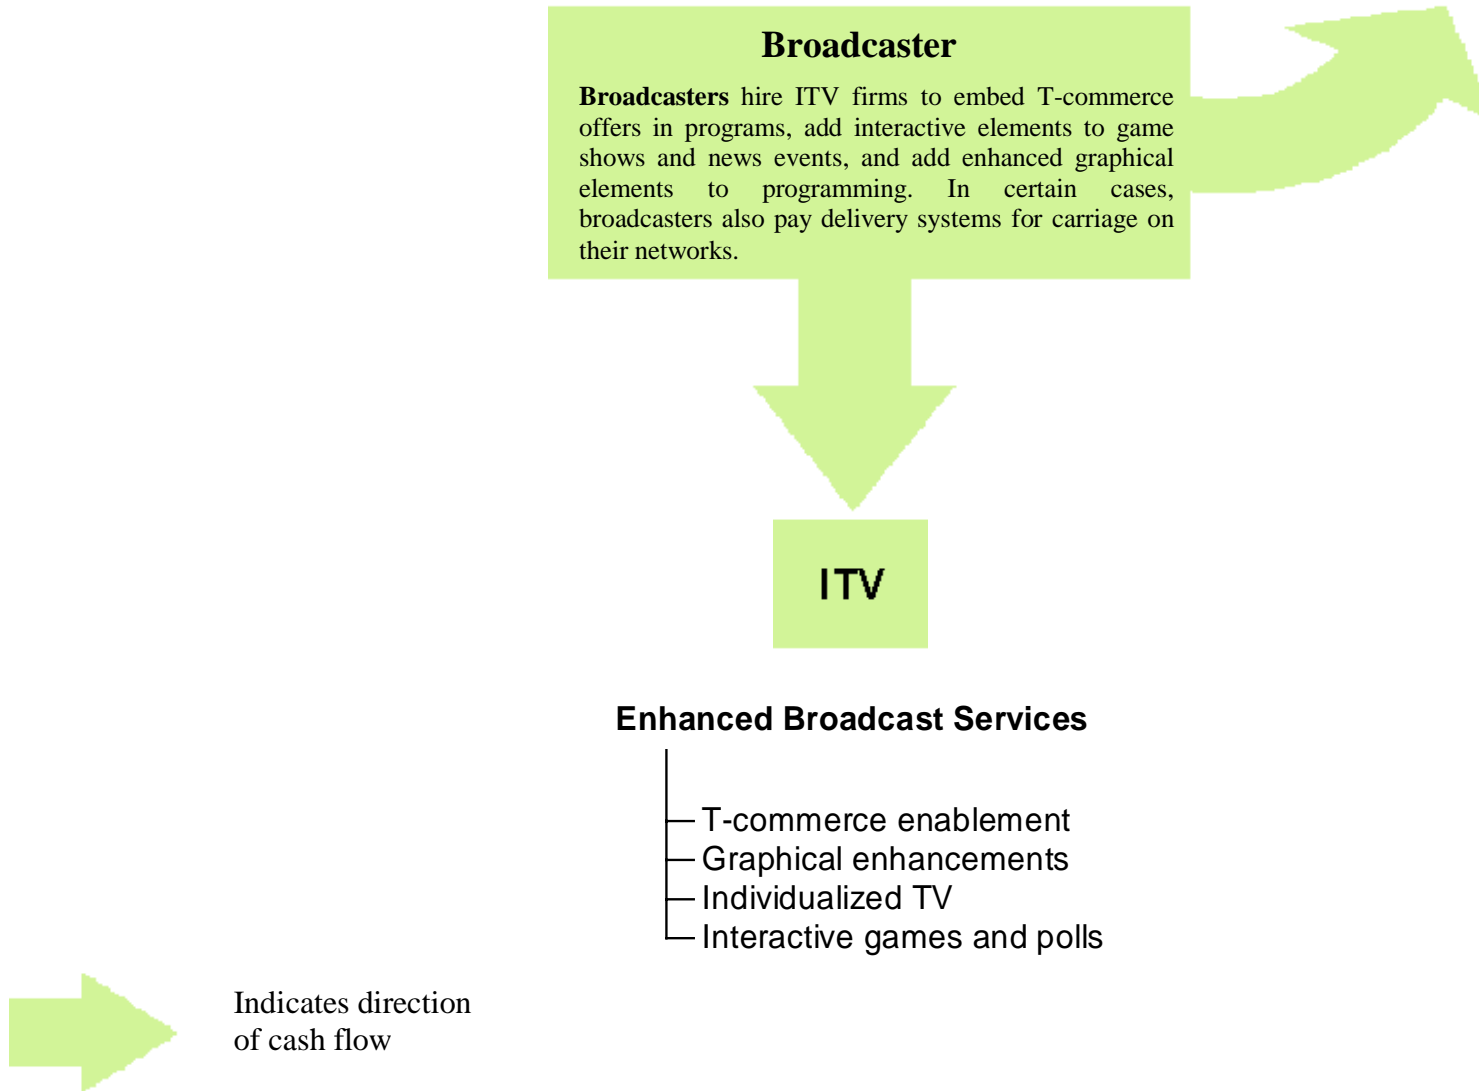 Broadcaster
Broadcasters hire ITV firms to embed T-commerce
offers in programs, add interactive elements to game
shows and news events, and add enhanced graphical
elements to programming. In certain cases,
broadcasters also pay delivery systems for carriage on
their networks.
ITV
Enhanced Broadcast Services
T-commerce enablement
Graphical enhancements
Individualized TV
Interactive games and polls
Indicates direction
of cash flow